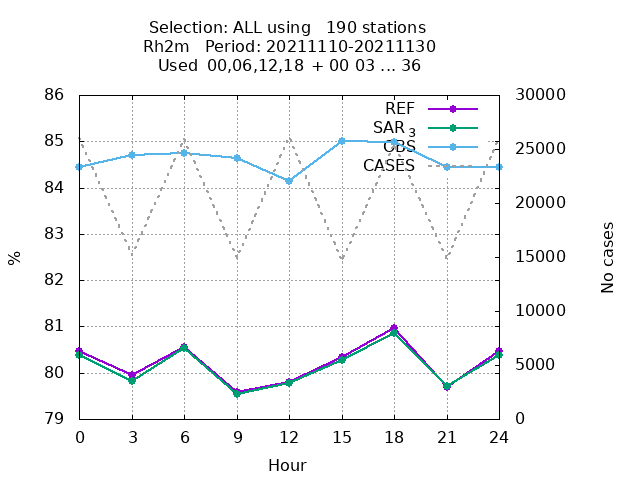 Selection: ALL using   190 stations
Rh2m   Period: 20211110-20211130
Used  00,06,12,18  + 00 03 ... 36
86 30000
REF
SAR 3
85 25000
OBS
CASES
84 20000
83 15000
82 10000
81 5000
80
79 0
%
No cases
0 3 6 9 12 15 18 21 24
Hour